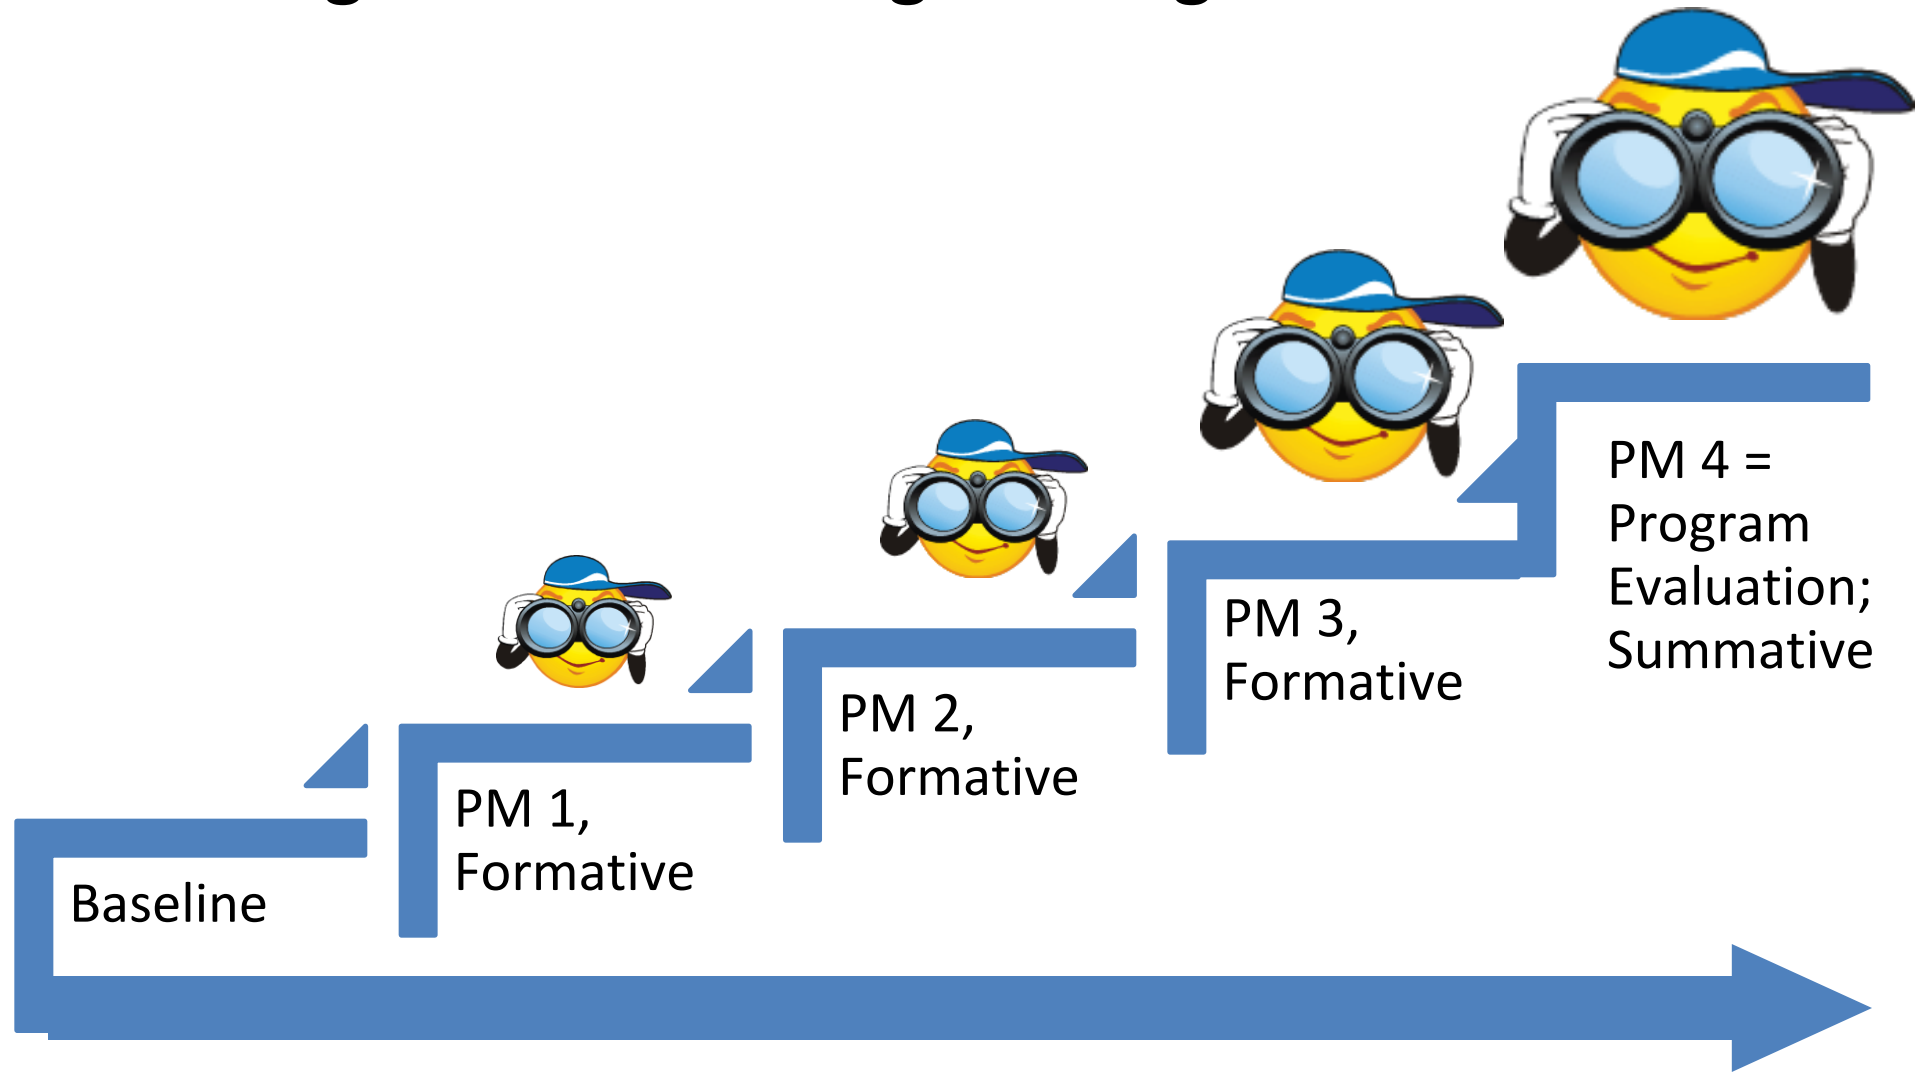 Baseline
PM 1,
Formative
PM 2,
Formative
PM 3,
Formative
PM 4 =
Program
Evaluation;
Summative